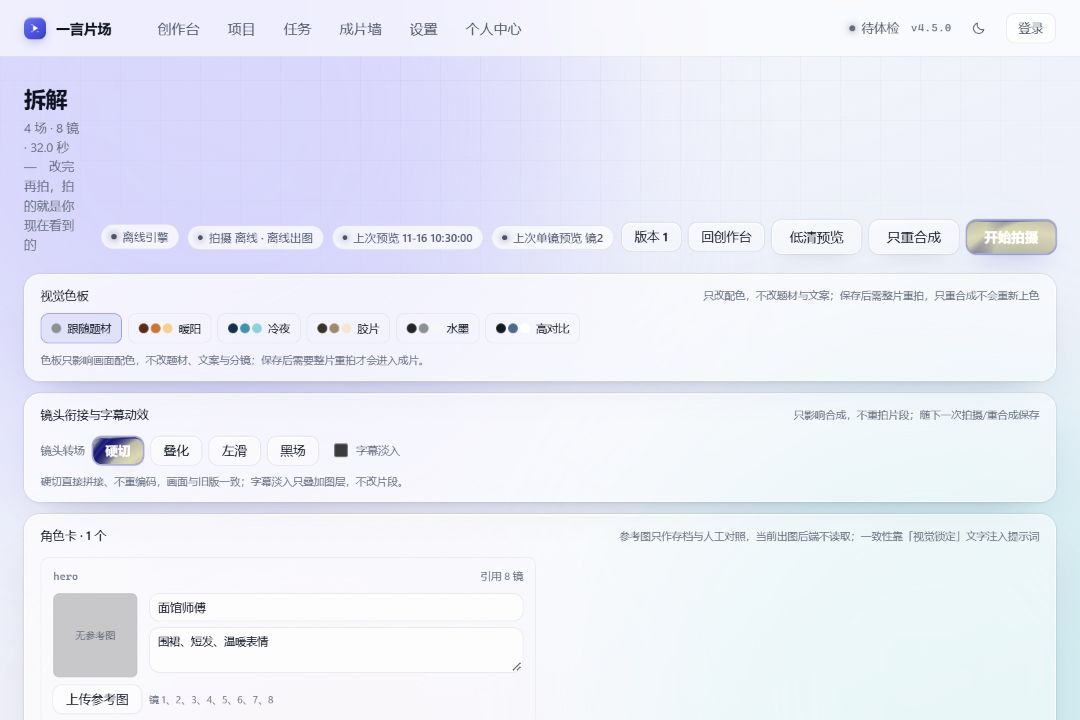 一言片场
创作台 项目 任务 成片墙 设置 个人中心
待体检 v4.5.0 登录
拆解
4 场 · 8 镜
· 32.0 秒
— 改完
再拍，拍
的就是你
现在看到
的
离线引擎 拍摄 离线 · 离线出图 上次预览 11-16 10:30:00 上次单镜预览 镜2 版本 1 回创作台 低清预览 只重合成 开始拍摄
视觉色板 只改配色，不改题材与文案；保存后需整片重拍，只重合成不会重新上色
跟随题材 暖阳 冷夜 胶片 水墨 高对比
色板只影响画面配色，不改题材、文案与分镜；保存后需要整片重拍才会进入成片。
镜头衔接与字幕动效 只影响合成，不重拍片段；随下一次拍摄/重合成保存
镜头转场 硬切 叠化 左滑 黑场 字幕淡入
硬切直接拼接、不重编码，画面与旧版一致；字幕淡入只叠加图层，不改片段。
角色卡 · 1 个 参考图只作存档与人工对照，当前出图后端不读取；一致性靠「视觉锁定」文字注入提示词
hero 引用 8 镜
无参考图
面馆师傅
围裙、短发、温暖表情
上传参考图 镜 1、2、3、4、5、6、7、8